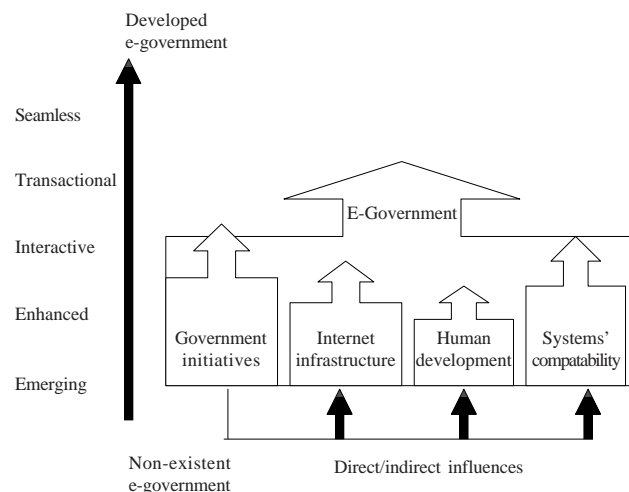 Developed
e-government
Seamless
Transactional
E-Government
Interactive
Enhanced
Government
initiatives
Internet
infrastructure
Human
development
Systems’
compatability
Emerging
Non-existent
e-government
Direct/indirect influences